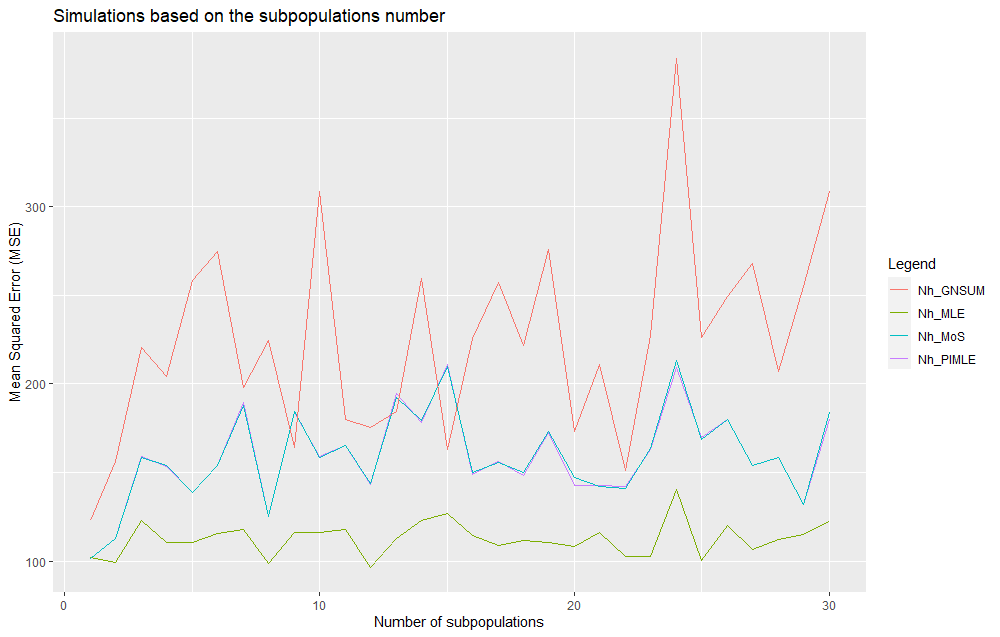 Simulations based on the subpopulations number
Mean Squared Error (MSE)
300
200
100
0
10
20
30
Number of subpopulations
Legend
Nh_GNSUM
Nh_MLE
Nh_MoS
Nh_PIMLE